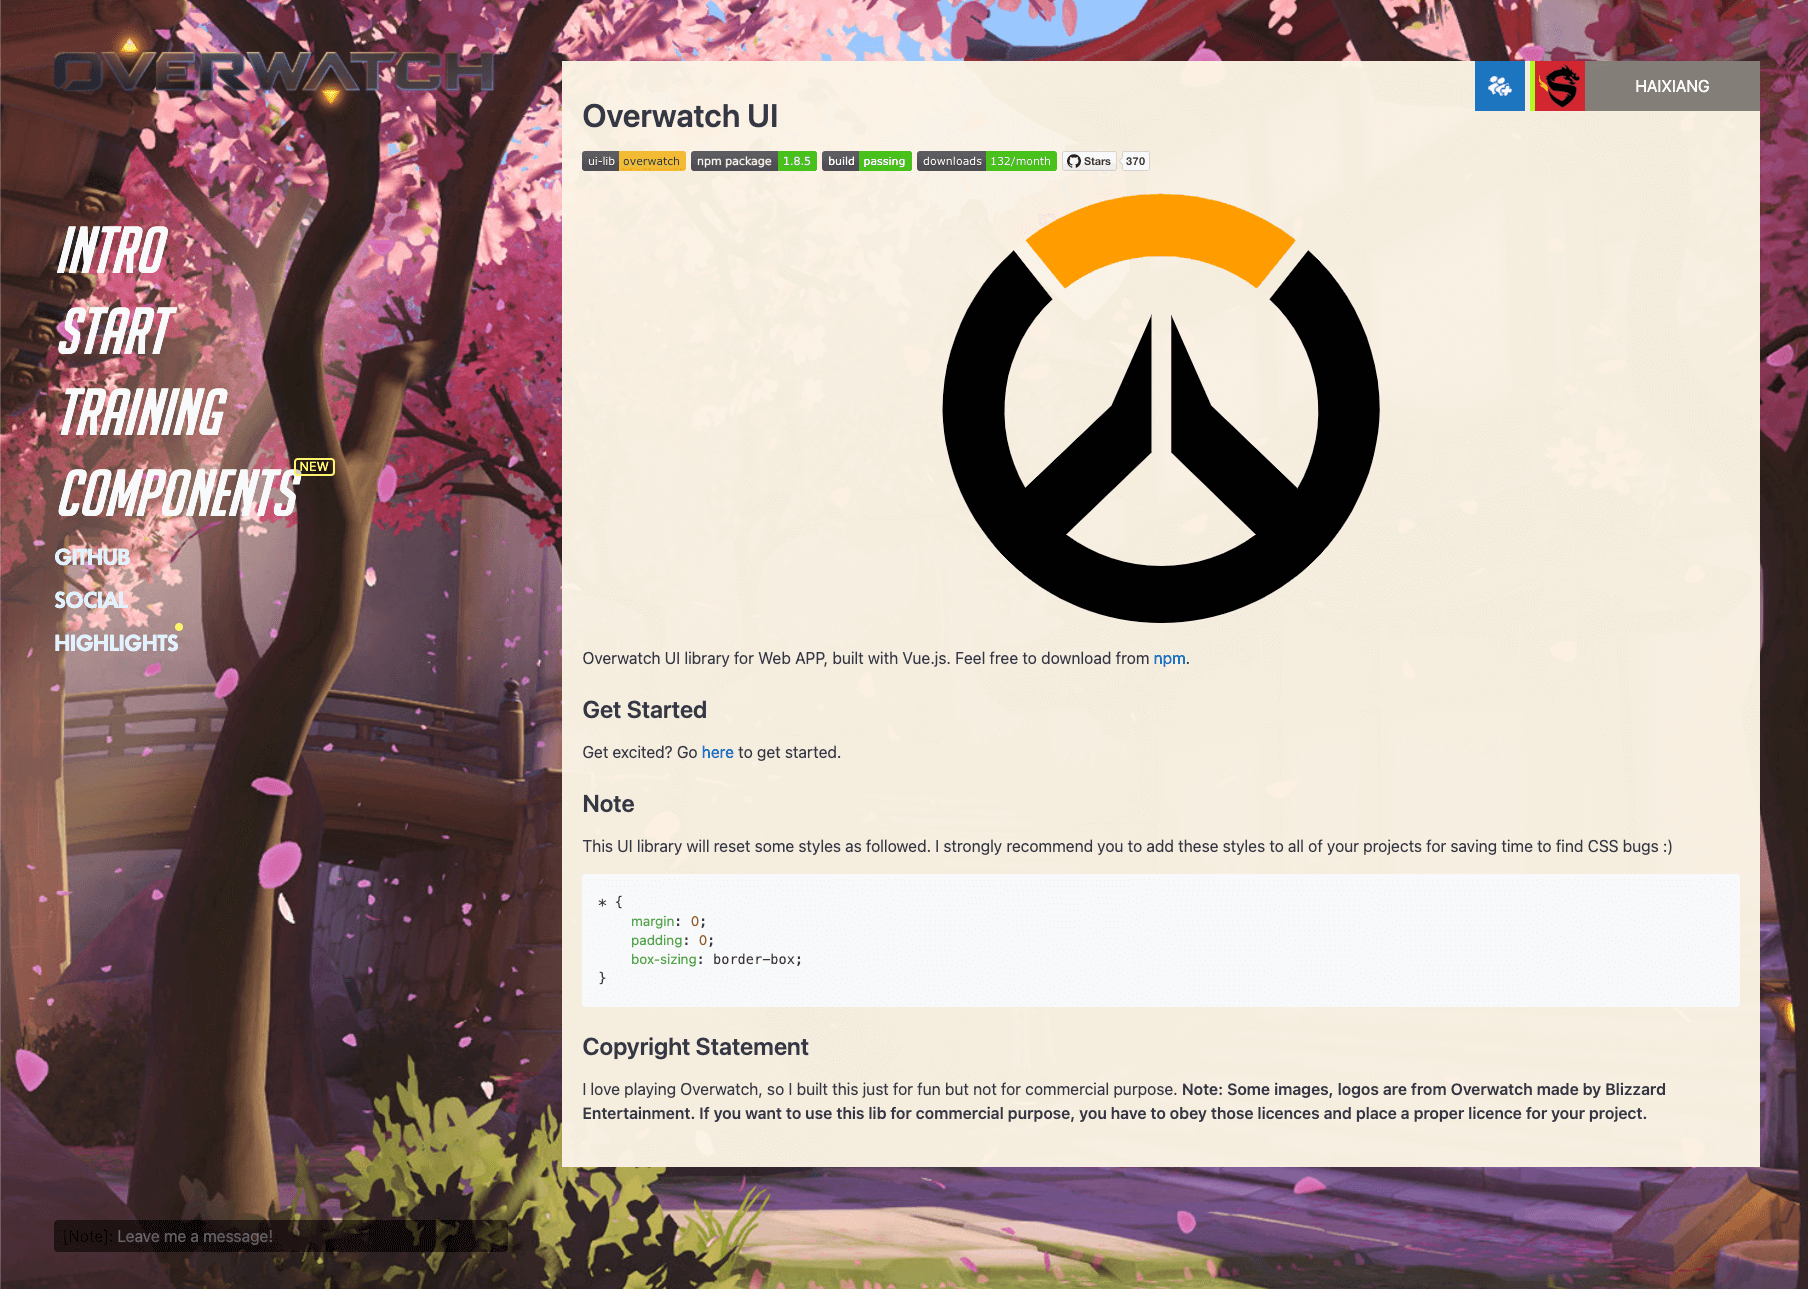 OVERWATCH
INTRO
START
TRAINING
COMPONENTS
NEW
GITHUB
SOCIAL
HIGHLIGHTS
[Note]: Leave me a message!
HAIXIANG
Overwatch UI
ui-lib overwatch npm package 1.8.5 build passing downloads 132/month Stars 370
Overwatch UI library for Web APP, built with Vue.js. Feel free to download from npm.
Get Started
Get excited? Go here to get started.
Note
This UI library will reset some styles as followed. I strongly recommend you to add these styles to all of your projects for saving time to find CSS bugs :)
* {
margin: 0;
padding: 0;
box-sizing: border-box;
}
Copyright Statement
I love playing Overwatch, so I built this just for fun but not for commercial purpose. Note: Some images, logos are from Overwatch made by Blizzard
Entertainment. If you want to use this lib for commercial purpose, you have to obey those licences and place a proper licence for your project.